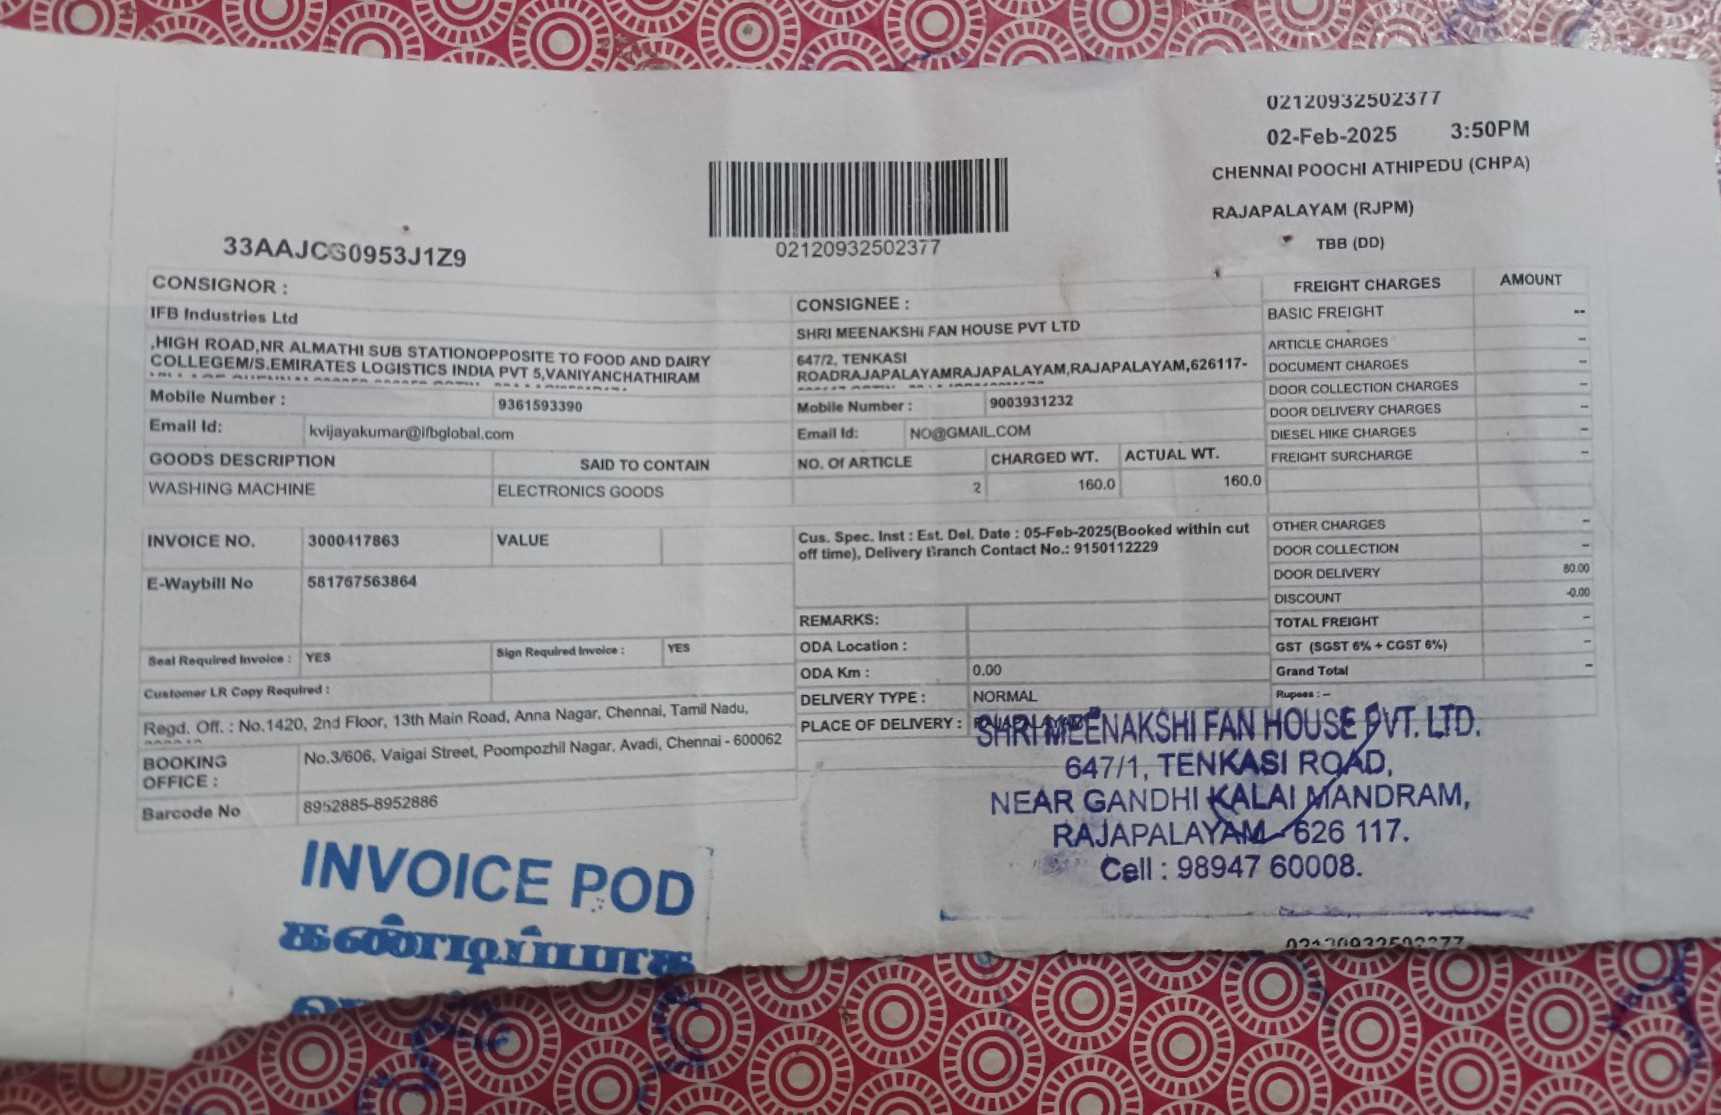 02120932502377
02-Feb-2025 3:50PM
CHENNAI POOCHI ATHIPEDU (CHPA)
RAJAPALAYAM (RJPM)
TBB (DD)
02120932502377
33AAJCS0953J1Z9
CONSIGNOR :
IFB Industries Ltd
,HIGH ROAD,NR ALMATHI SUB STATIONOPPOSITE TO FOOD AND DAIRY
COLLEGEM/S.EMIRATES LOGISTICS INDIA PVT 5,VANIYANCHATHIRAM
Mobile Number : 9361593390
Email Id: kvijayakumar@ifbglobal.com
GOODS DESCRIPTION SAID TO CONTAIN
WASHING MACHINE ELECTRONICS GOODS
CONSIGNEE :
SHRI MEENAKSHI FAN HOUSE PVT LTD
647/2, TENKASI
ROADRAJAPALAYAMRAJAPALAYAM,RAJAPALAYAM,626117-
Mobile Number : 9003931232
Email Id: NO@GMAIL.COM
NO. Of ARTICLE CHARGED WT. ACTUAL WT.
2 160.0 160.0
FREIGHT CHARGES AMOUNT
BASIC FREIGHT --
ARTICLE CHARGES -
DOCUMENT CHARGES -
DOOR COLLECTION CHARGES -
DOOR DELIVERY CHARGES -
DIESEL HIKE CHARGES -
FREIGHT SURCHARGE -
OTHER CHARGES -
DOOR COLLECTION -
DOOR DELIVERY 80.00
DISCOUNT -0.00
TOTAL FREIGHT -
GST (SGST 6% + CGST 6%) -
Grand Total -
Rupees : --
INVOICE NO. 3000417863 VALUE
E-Waybill No 581767563864
Seal Required Invoice : YES Sign Required Invoice : YES
Customer LR Copy Required :
Regd. Off. : No.1420, 2nd Floor, 13th Main Road, Anna Nagar, Chennai, Tamil Nadu,
BOOKING OFFICE : No.3/606, Vaigai Street, Poompozhil Nagar, Avadi, Chennai - 600062
Barcode No 8952885-8952886
Cus. Spec. Inst : Est. Del. Date : 05-Feb-2025(Booked within cut
off time), Delivery Branch Contact No.: 9150112229
REMARKS:
ODA Location :
ODA Km : 0.00
DELIVERY TYPE : NORMAL
PLACE OF DELIVERY :
SHRI MEENAKSHI FAN HOUSE PVT. LTD.
647/1, TENKASI ROAD,
NEAR GANDHI KALAI MANDRAM,
RAJAPALAYAM - 626 117.
Cell : 98947 60008.
INVOICE POD
கண்டிப்பாக
02120932502377